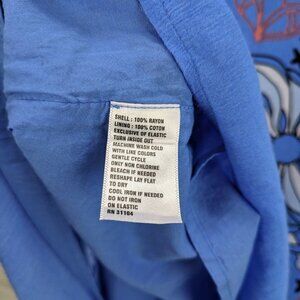 SHELL : 100% RAYON
LINING : 100% COTTON
EXCLUSIVE OF ELASTIC
TURN INSIDE OUT
MACHINE WASH COLD
WITH LIKE COLORS
GENTLE CYCLE
ONLY NON CHLORINE
BLEACH IF NEEDED
RESHAPE LAY FLAT
TO DRY
COOL IRON IF NEEDED
DO NOT IRON
ON ELASTIC
RN 31164